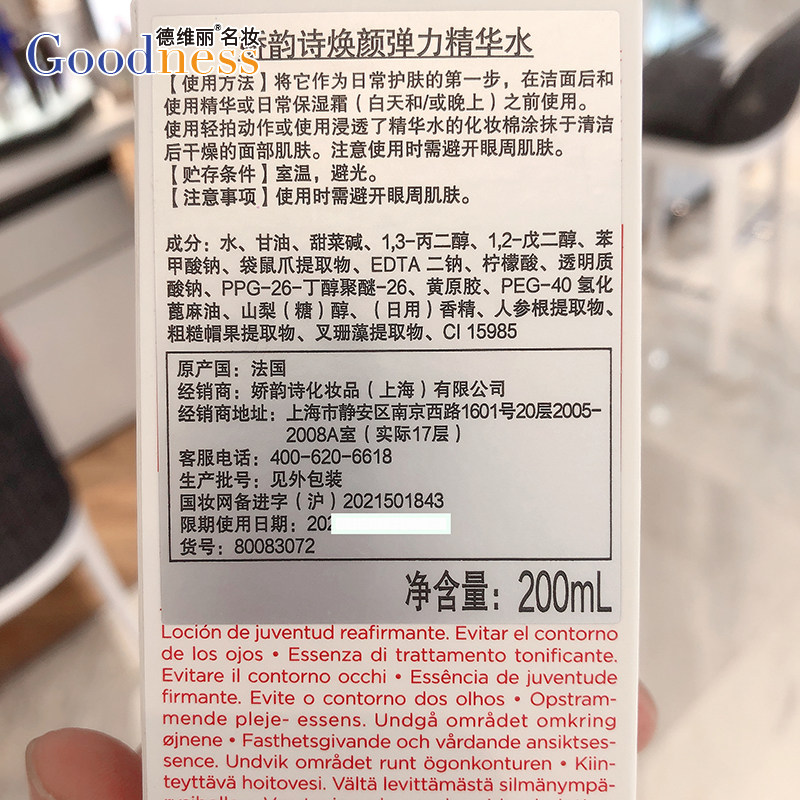 德维丽®名妆
Goodness
韵诗焕颜弹力精华水
【使用方法】将它作为日常护肤的第一步，在洁面后和
使用精华或日常保湿霜（白天和/或晚上）之前使用。
使用轻拍动作或使用浸透了精华水的化妆棉涂抹于清洁
后干燥的面部肌肤。注意使用时需避开眼周肌肤。
【贮存条件】室温，避光。
【注意事项】使用时需避开眼周肌肤。
成分：水、甘油、甜菜碱、1,3-丙二醇、1,2-戊二醇、苯
甲酸钠、袋鼠爪提取物、EDTA 二钠、柠檬酸、透明质
酸钠、PPG-26-丁醇聚醚-26、黄原胶、PEG-40 氢化
蓖麻油、山梨（糖）醇、（日用）香精、人参根提取物、
粗糙帽果提取物、叉珊藻提取物、CI 15985
原产国：法国
经销商：娇韵诗化妆品（上海）有限公司
经销商地址：上海市静安区南京西路1601号20层2005-
2008A室（实际17层）
客服电话：400-620-6618
生产批号：见外包装
国妆网备进字（沪）2021501843
限期使用日期：202
货号：80083072
净含量：200mL
Loción de juventud reafirmante. Evitar el contorno
de los ojos • Essenza di trattamento tonificante.
Evitare il contorno occhi • Essência de juventude
firmante. Evite o contorno dos olhos • Opstram-
mende pleje- essens. Undgå området omkring
øjnene • Fasthetsgivande och vårdande ansiktses-
sence. Undvik området runt ögonkonturen • Kiin-
teyttävä hoitovesi. Vältä levittämästä silmänympä-